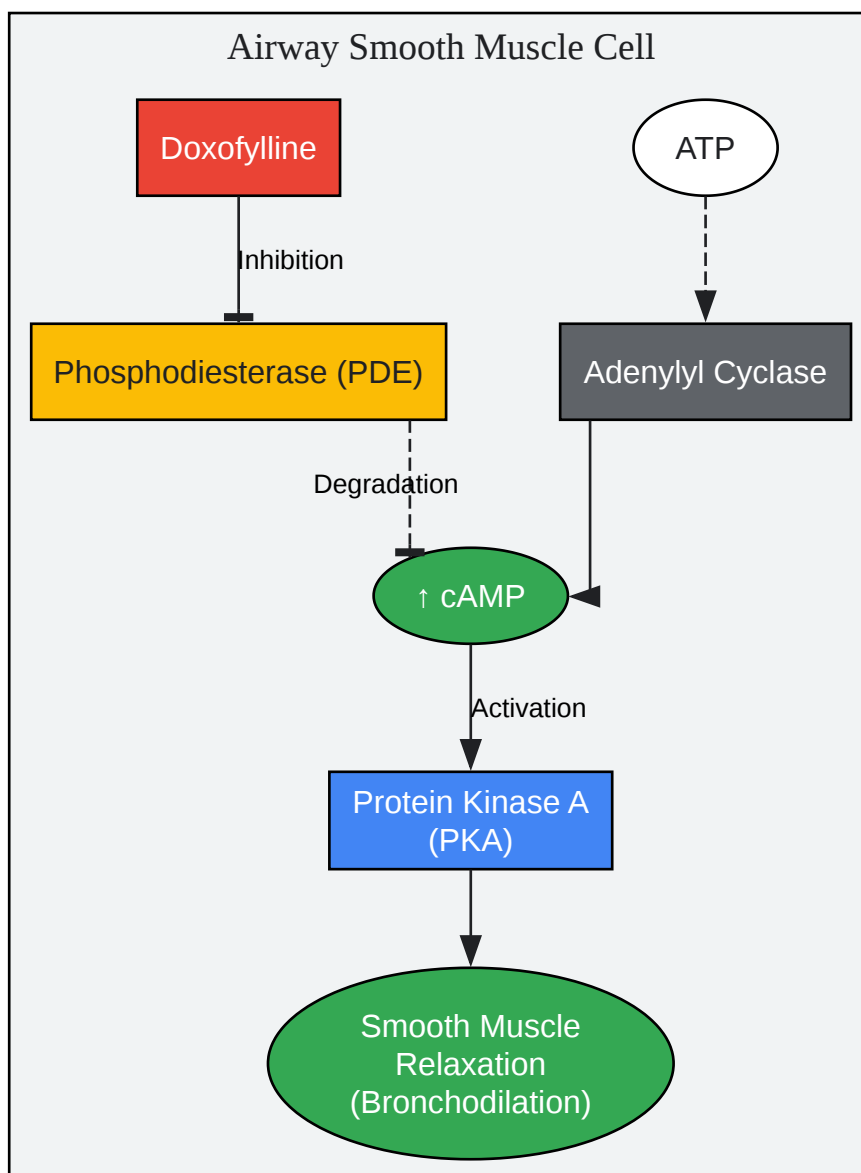 Airway Smooth Muscle Cell
Doxofylline
ATP
Inhibition
Phosphodiesterase (PDE)
Adenylyl Cyclase
Degradation
↑ cAMP
Activation
Protein Kinase A
(PKA)
Smooth Muscle
Relaxation
(Bronchodilation)